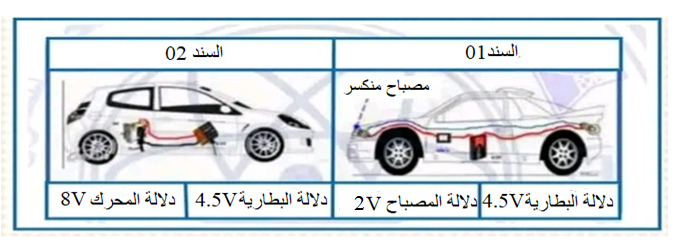 السند01
السند 02
مصباح منكسر
دلالة البطارية4.5V
دلالة المصباح 2V
دلالة البطارية4.5V
دلالة المحرك 8V